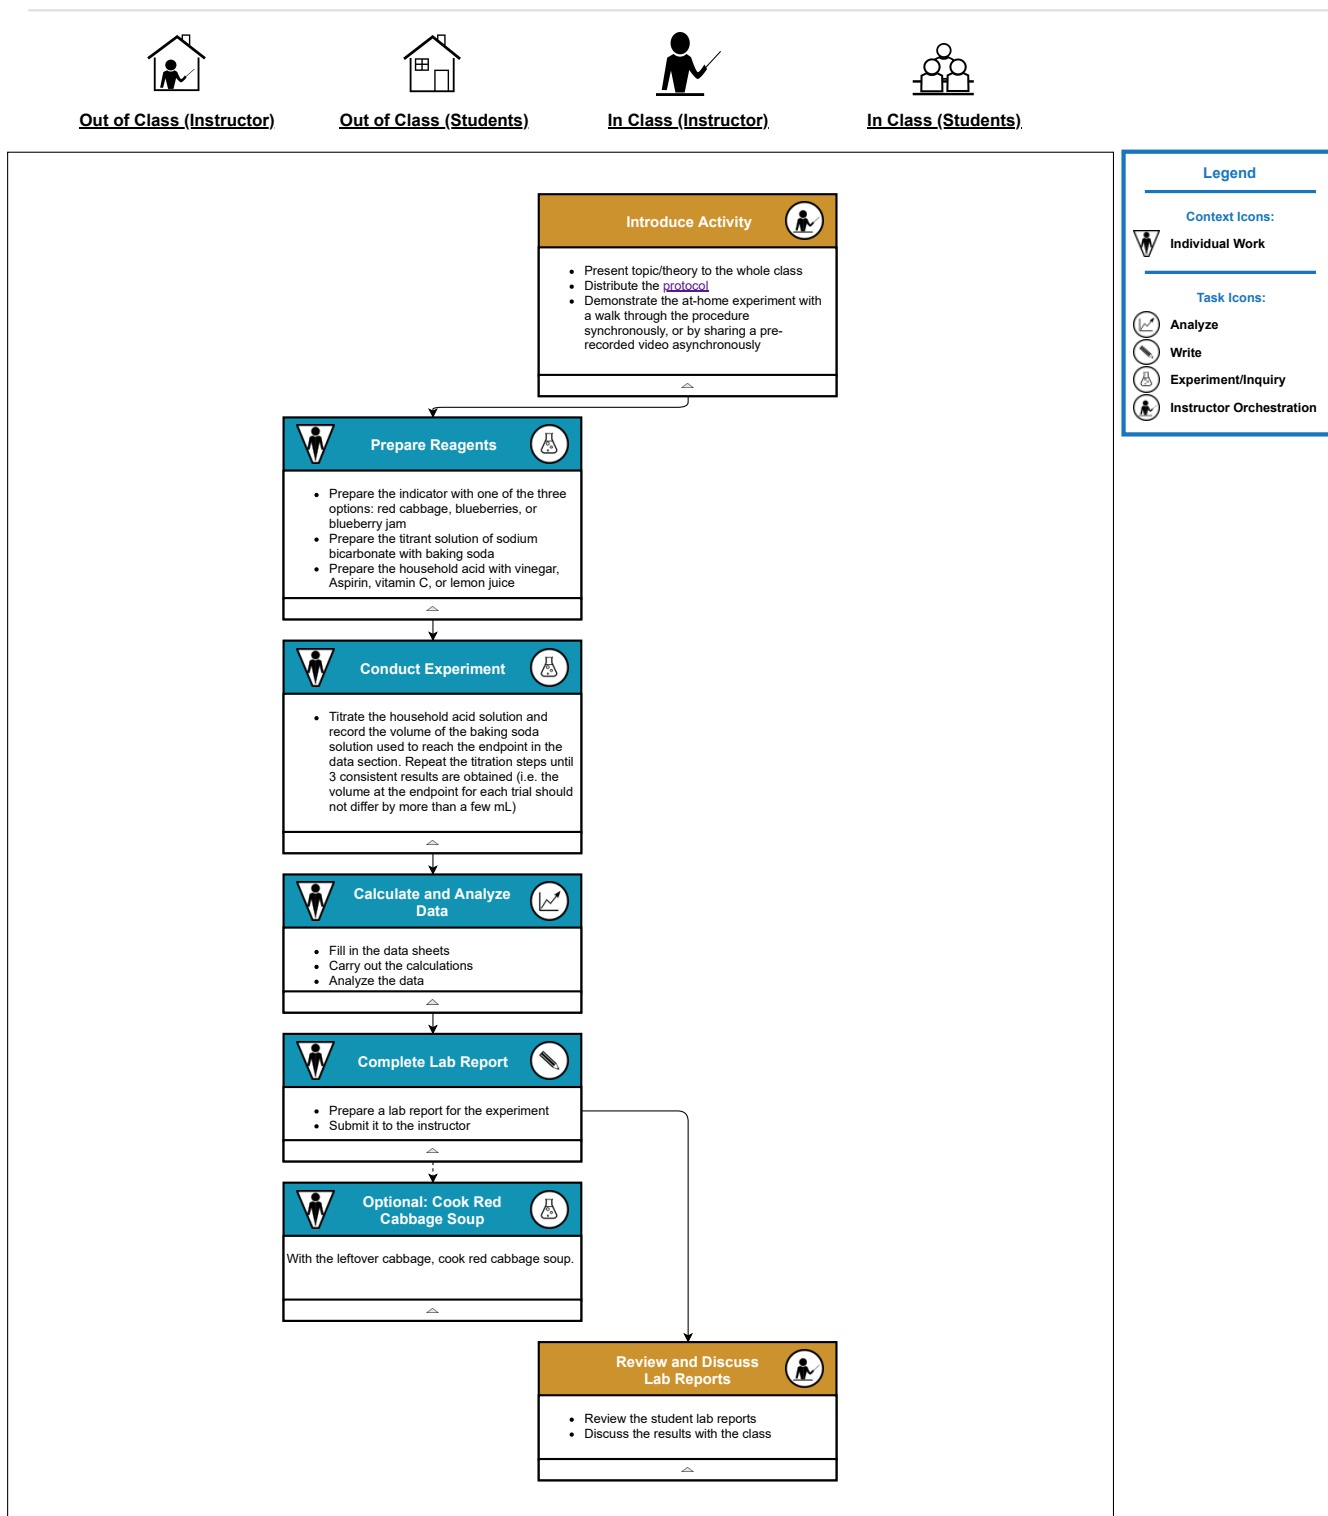 Out of Class (Instructor)
Out of Class (Students)
In Class (Instructor)
In Class (Students)
Legend
Context Icons:
Individual Work
Task Icons:
Analyze
Write
Experiment/Inquiry
Instructor Orchestration
Introduce Activity
Present topic/theory to the whole class
Distribute the protocol
Demonstrate the at-home experiment with
a walk through the procedure
synchronously, or by sharing a pre-
recorded video asynchronously
Prepare Reagents
Prepare the indicator with one of the three
options: red cabbage, blueberries, or
blueberry jam
Prepare the titrant solution of sodium
bicarbonate with baking soda
Prepare the household acid with vinegar,
Aspirin, vitamin C, or lemon juice
Conduct Experiment
Titrate the household acid solution and
record the volume of the baking soda
solution used to reach the endpoint in the
data section. Repeat the titration steps until
3 consistent results are obtained (i.e. the
volume at the endpoint for each trial should
not differ by more than a few mL)
Calculate and Analyze
Data
Fill in the data sheets
Carry out the calculations
Analyze the data
Complete Lab Report
Prepare a lab report for the experiment
Submit it to the instructor
Optional: Cook Red
Cabbage Soup
With the leftover cabbage, cook red cabbage soup.
Review and Discuss
Lab Reports
Review the student lab reports
Discuss the results with the class